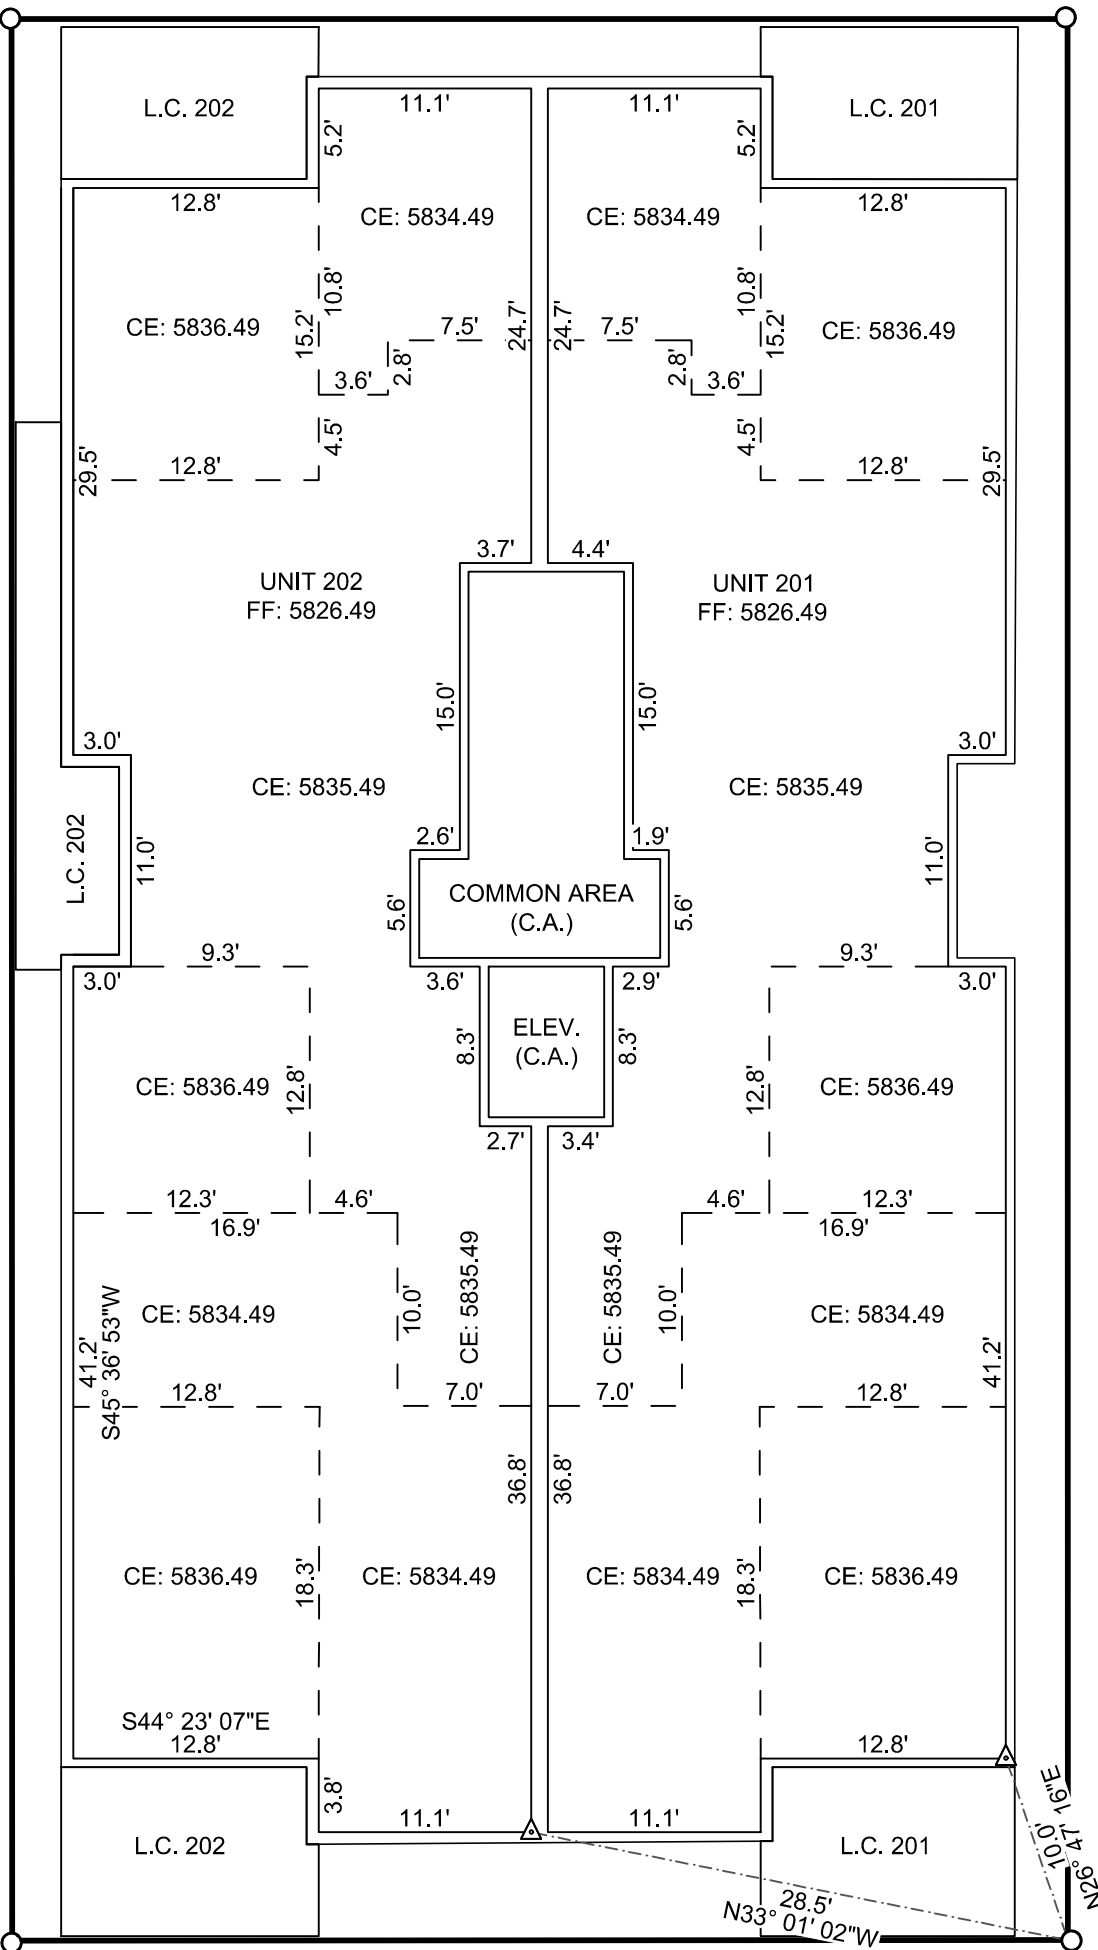 L.C. 202
L.C. 201
11.1'
11.1'
5.2'
5.2'
12.8'
12.8'
CE: 5834.49
CE: 5834.49
CE: 5836.49
CE: 5836.49
10.8'
15.2'
24.7'
24.7'
10.8'
15.2'
7.5'
7.5'
2.8'
2.8'
3.6'
3.6'
4.5'
4.5'
12.8'
12.8'
29.5'
29.5'
3.7'
4.4'
UNIT 202
FF: 5826.49
UNIT 201
FF: 5826.49
15.0'
15.0'
3.0'
3.0'
CE: 5835.49
CE: 5835.49
2.6'
1.9'
L.C. 202
11.0'
11.0'
5.6'
5.6'
COMMON AREA
(C.A.)
9.3'
9.3'
3.0'
3.6'
2.9'
3.0'
ELEV.
(C.A.)
8.3'
8.3'
CE: 5836.49
CE: 5836.49
12.8'
12.8'
2.7'
3.4'
12.3'
4.6'
4.6'
12.3'
16.9'
16.9'
CE: 5834.49
CE: 5834.49
10.0'
CE: 5835.49
CE: 5835.49
10.0'
41.2'
S45° 36' 53"W
41.2'
12.8'
7.0'
7.0'
12.8'
36.8'
36.8'
CE: 5836.49
18.3'
CE: 5834.49
CE: 5834.49
18.3'
CE: 5836.49
S44° 23' 07"E
12.8'
12.8'
3.8'
11.1'
11.1'
L.C. 202
L.C. 201
10.0'
N26° 47' 16"E
28.5'
N33° 01' 02"W